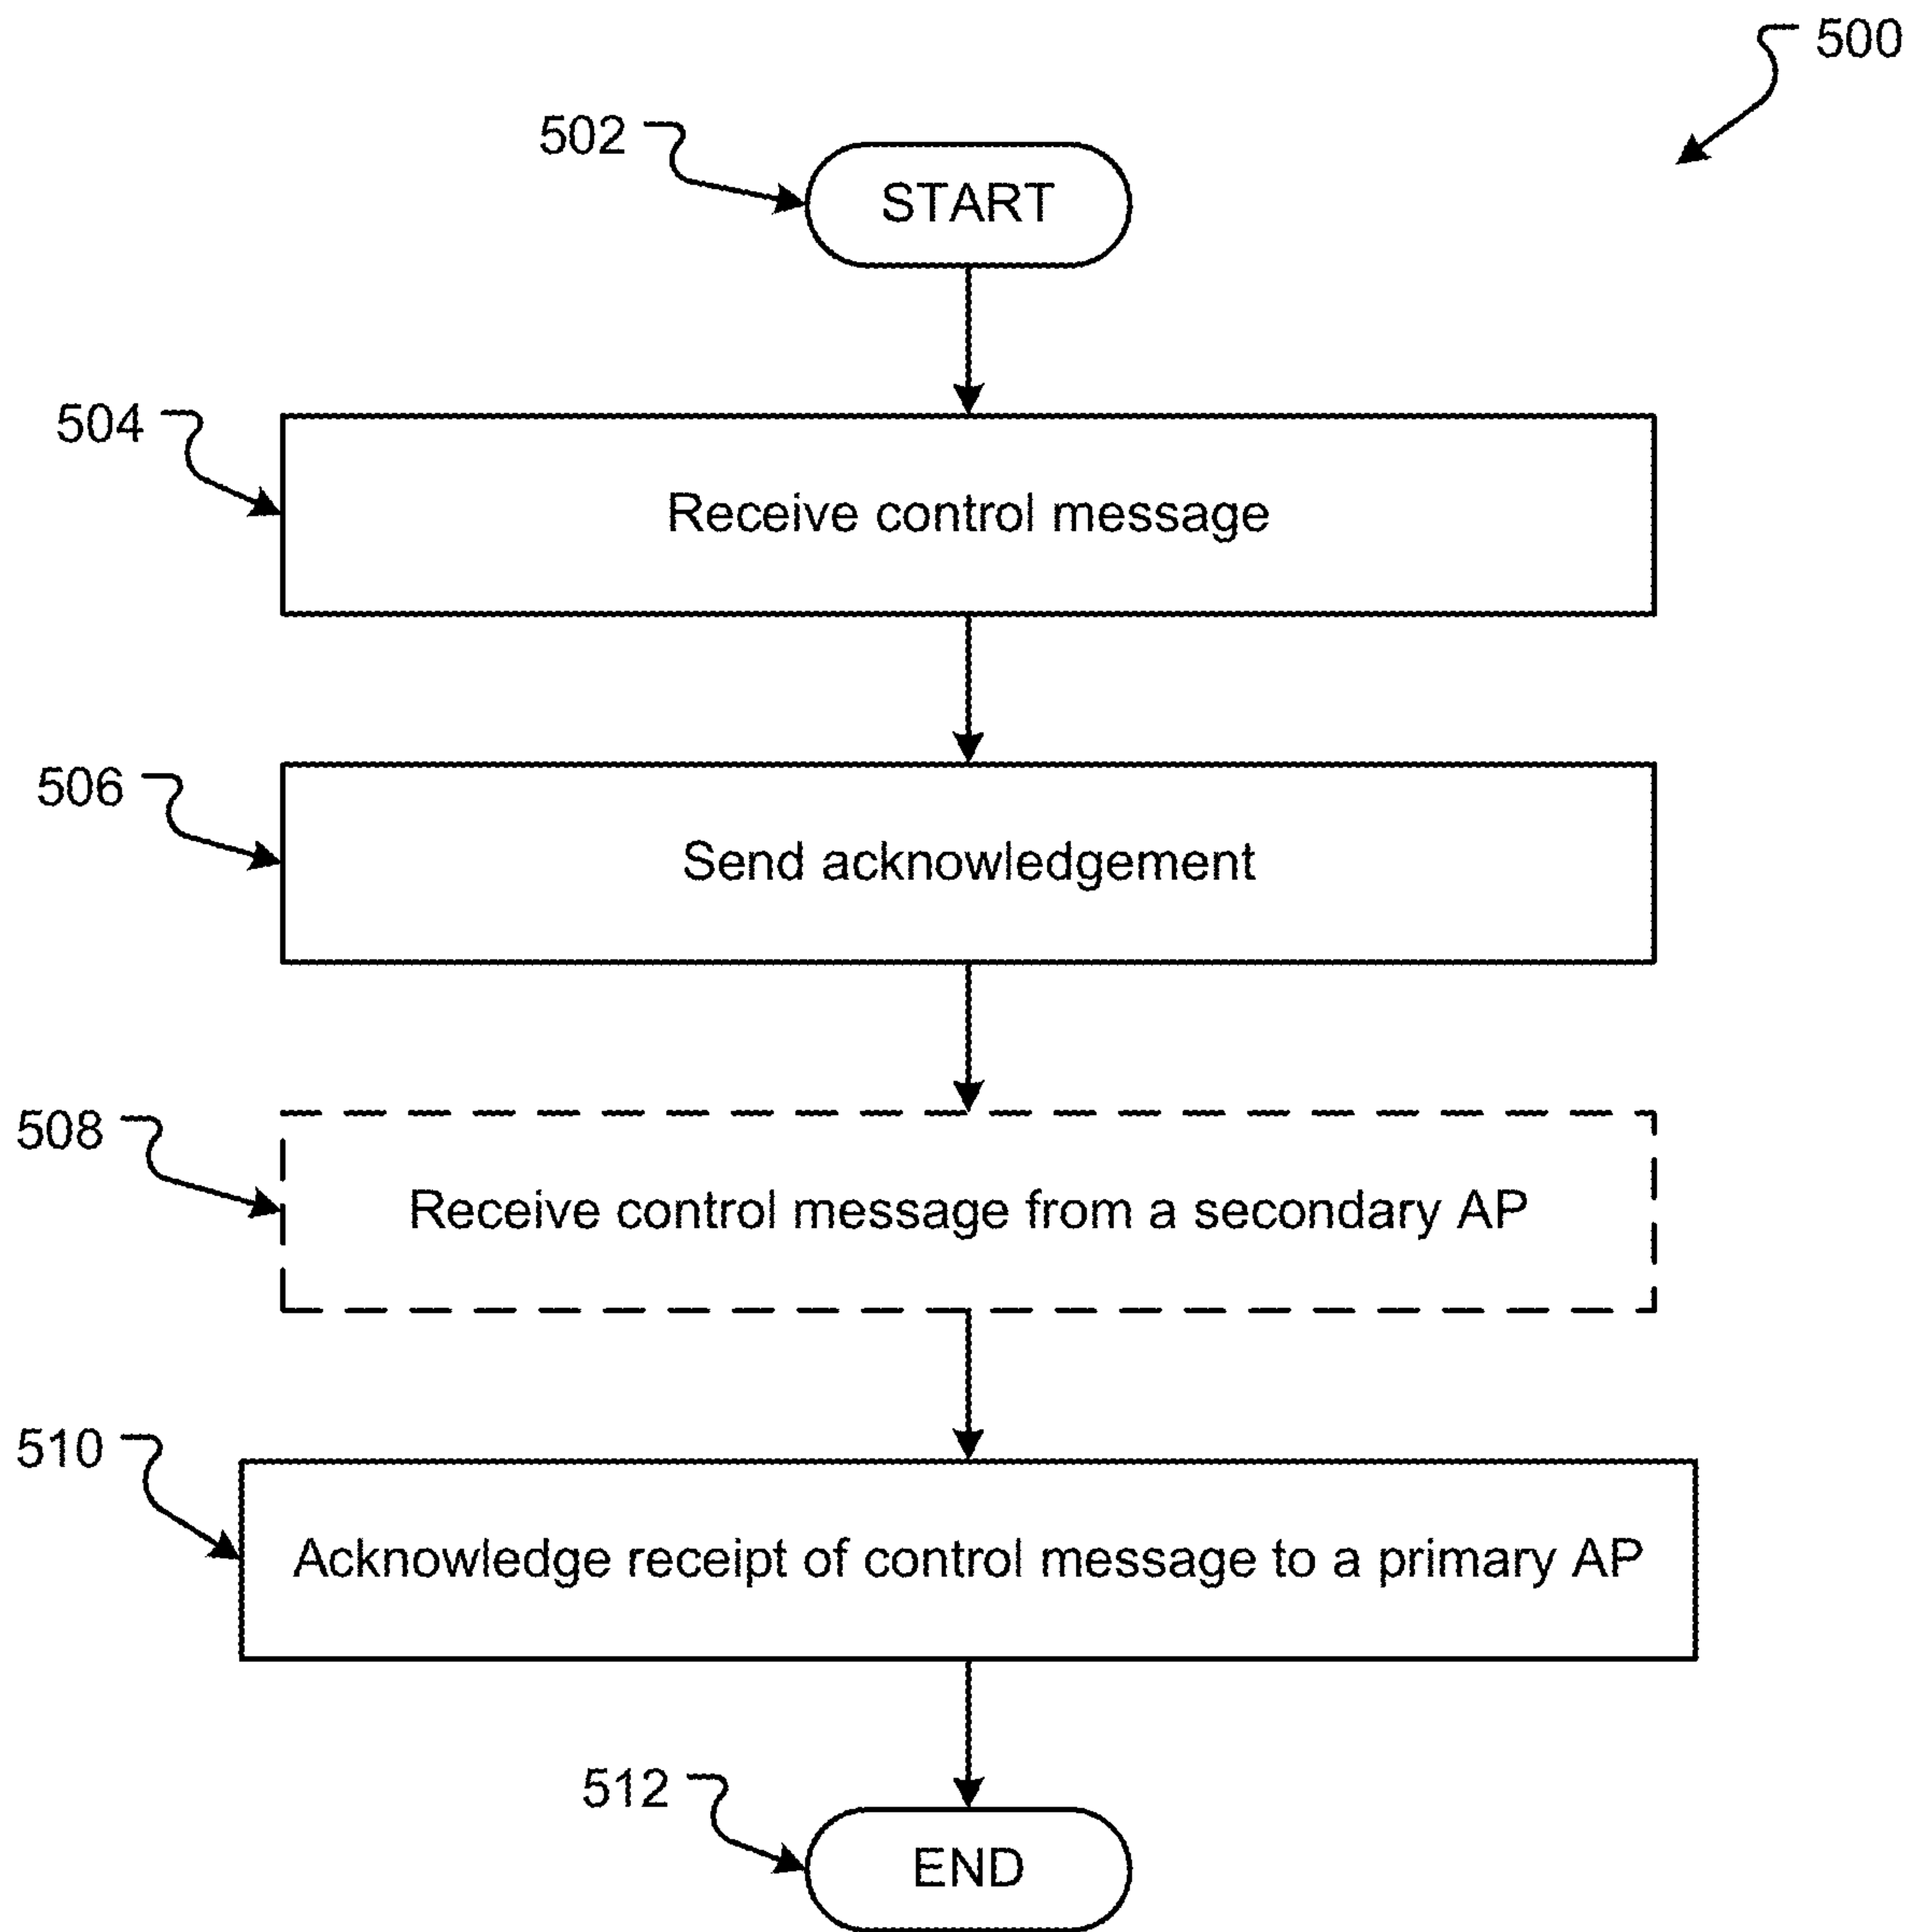 500
502
START
504
Receive control message
506
Send acknowledgement
508
Receive control message from a secondary AP
510
Acknowledge receipt of control message to a primary AP
512
END